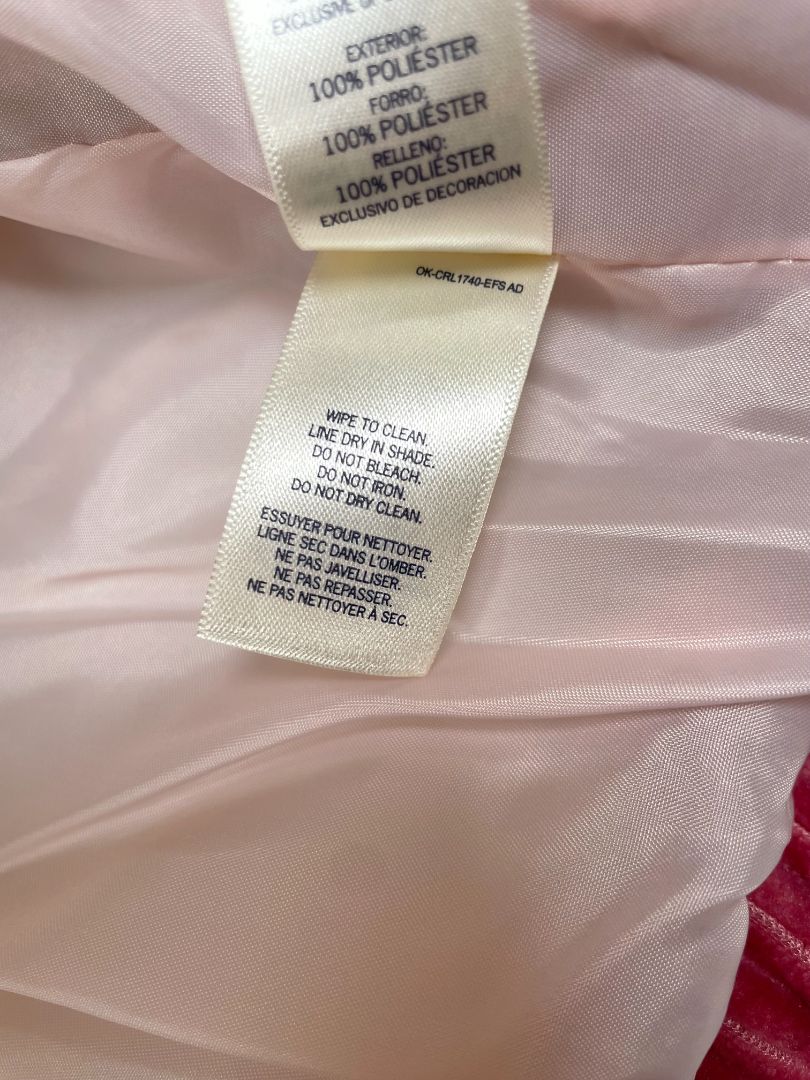 EXCLUSIVE OF
EXTERIOR:
100% POLIÉSTER
FORRO:
100% POLIÉSTER
RELLENO:
100% POLIÉSTER
EXCLUSIVO DE DECORACION
OK-CRL1740-EFS AD
WIPE TO CLEAN.
LINE DRY IN SHADE.
DO NOT BLEACH.
DO NOT IRON.
DO NOT DRY CLEAN.
ESSUYER POUR NETTOYER.
LIGNE SEC DANS L'OMBER.
NE PAS JAVELLISER.
NE PAS REPASSER.
NE PAS NETTOYER À SEC.